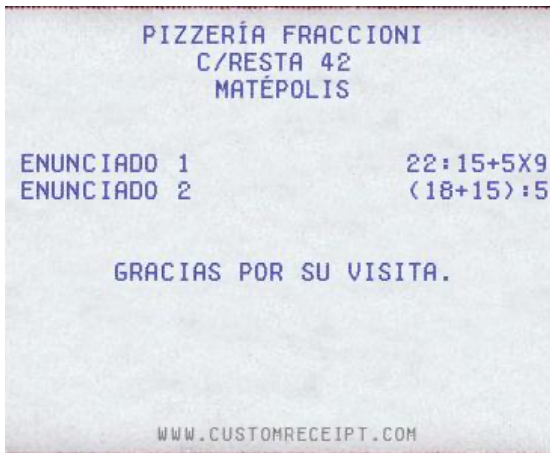 PIZZERÍA FRACCIONI
C/RESTA 42
MATÉPOLIS
ENUNCIADO 1 22:15+5X9
ENUNCIADO 2 (18+15):5
GRACIAS POR SU VISITA.
WWW.CUSTOMRECEIPT.COM